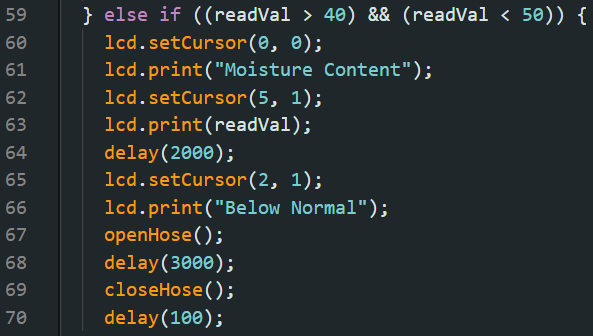 59 } else if ((readVal > 40) && (readVal < 50)) {
60 lcd.setCursor(0, 0);
61 lcd.print("Moisture Content");
62 lcd.setCursor(5, 1);
63 lcd.print(readVal);
64 delay(2000);
65 lcd.setCursor(2, 1);
66 lcd.print("Below Normal");
67 openHose();
68 delay(3000);
69 closeHose();
70 delay(100);